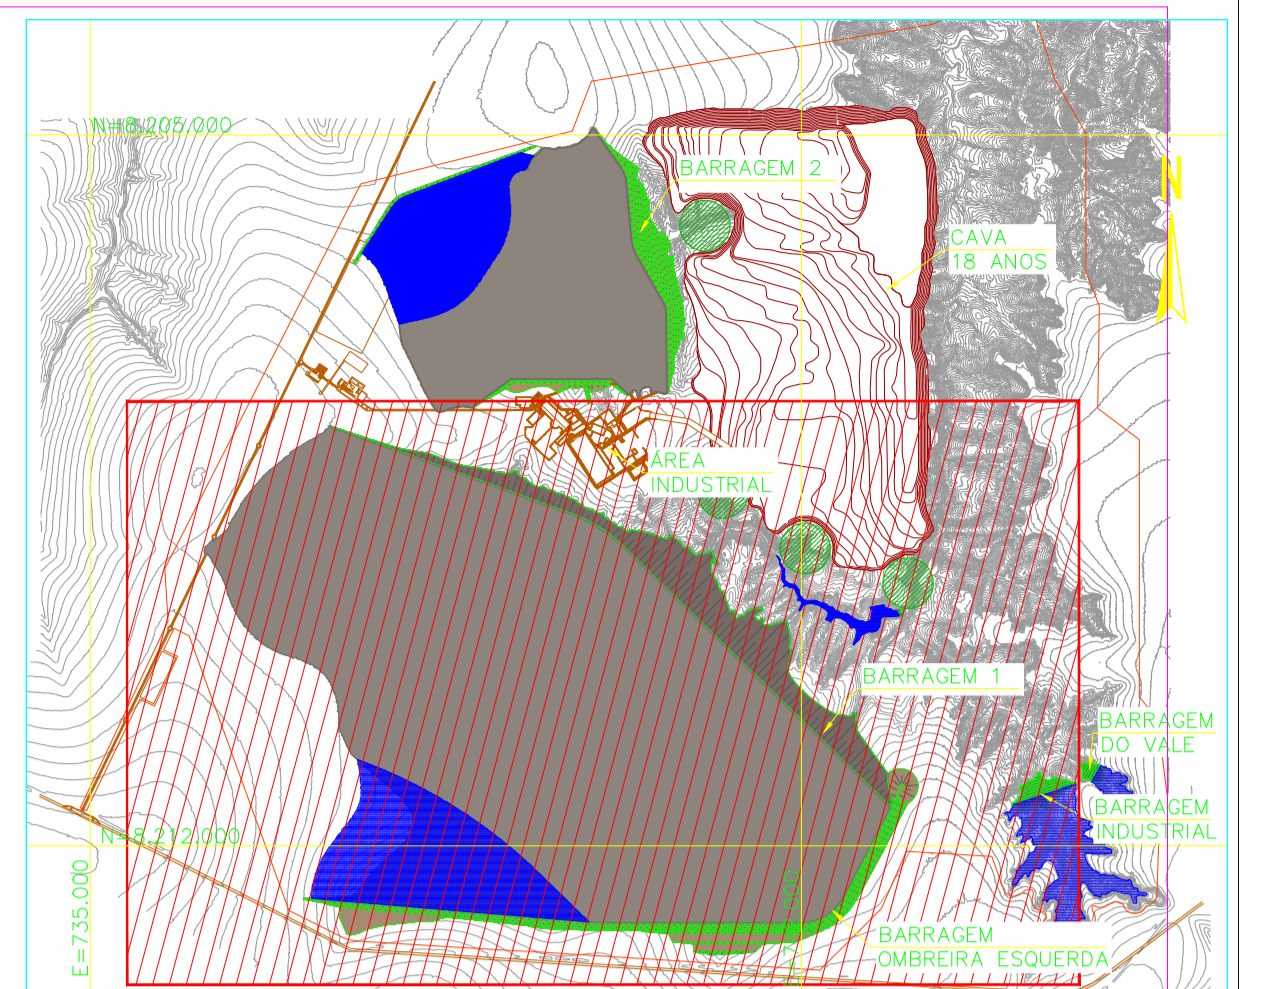 N=8.205.000
BARRAGEM 2
N
CAVA
18 ANOS
ÁREA
INDUSTRIAL
BARRAGEM 1
BARRAGEM
DO VALE
BARRAGEM
INDUSTRIAL
N=8.212.000
E=735.000
BARRAGEM
OMBREIRA ESQUERDA